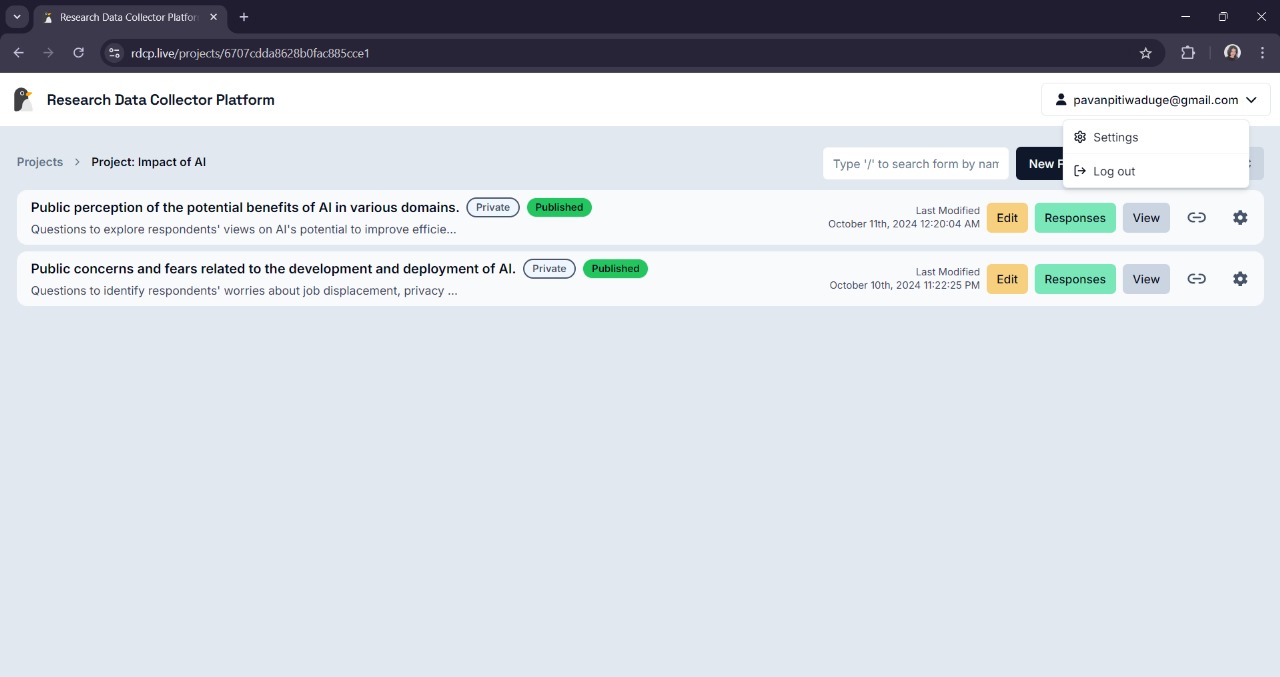 Research Data Collector Platfor
rdcp.live/projects/6707cdda8628b0fac885cce1
Research Data Collector Platform
pavanpitiwaduge@gmail.com
Settings
Log out
Projects > Project: Impact of AI
Type '/' to search form by nam
New F
Public perception of the potential benefits of AI in various domains. Private Published
Questions to explore respondents' views on AI's potential to improve efficie...
Last Modified
October 11th, 2024 12:20:04 AM
Edit Responses View
Public concerns and fears related to the development and deployment of AI. Private Published
Questions to identify respondents' worries about job displacement, privacy ...
Last Modified
October 10th, 2024 11:22:25 PM
Edit Responses View